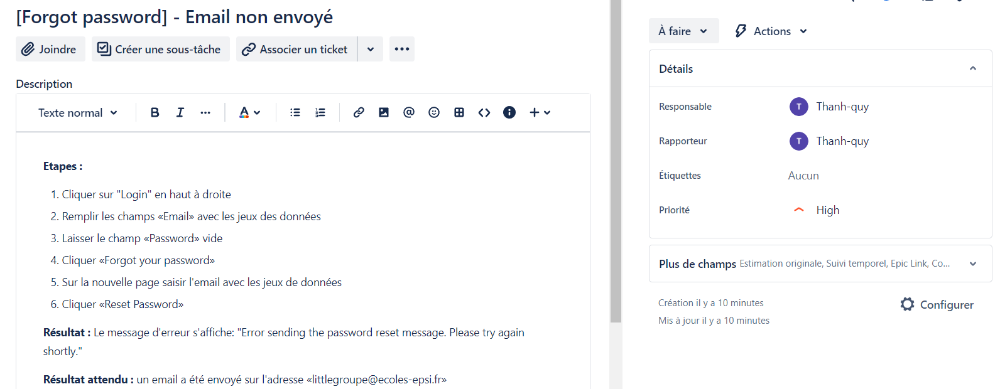 [Forgot password] - Email non envoyé
Joindre
Créer une sous-tâche
Associer un ticket
Description
Texte normal
B I A @
Etapes :
1. Cliquer sur "Login" en haut à droite
2. Remplir les champs «Email» avec les jeux des données
3. Laisser le champ «Password» vide
4. Cliquer «Forgot your password»
5. Sur la nouvelle page saisir l'email avec les jeux de données
6. Cliquer «Reset Password»
Résultat : Le message d'erreur s'affiche: "Error sending the password reset message. Please try again
shortly."
Résultat attendu : un email a été envoyé sur l'adresse «littlegroupe@ecoles-epsi.fr»
À faire
Actions
Détails
Responsable T Thanh-quy
Rapporteur T Thanh-quy
Étiquettes Aucun
Priorité High
Plus de champs Estimation originale, Suivi temporel, Epic Link, Co...
Création il y a 10 minutes
Configurer
Mis à jour il y a 10 minutes